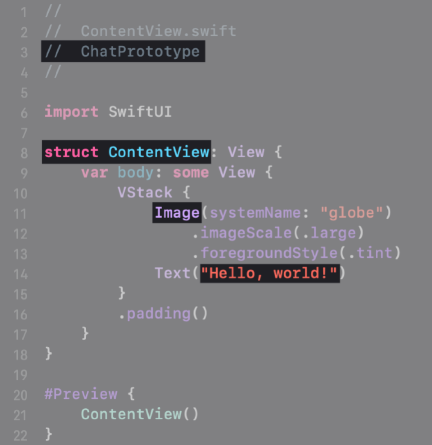 1 //
2 //  ContentView.swift
3 //  ChatPrototype
4 //
5
6 import SwiftUI
7
8 struct ContentView: View {
9     var body: some View {
10         VStack {
11             Image(systemName: "globe")
12                 .imageScale(.large)
13                 .foregroundStyle(.tint)
14             Text("Hello, world!")
15         }
16         .padding()
17     }
18 }
19
20 #Preview {
21     ContentView()
22 }